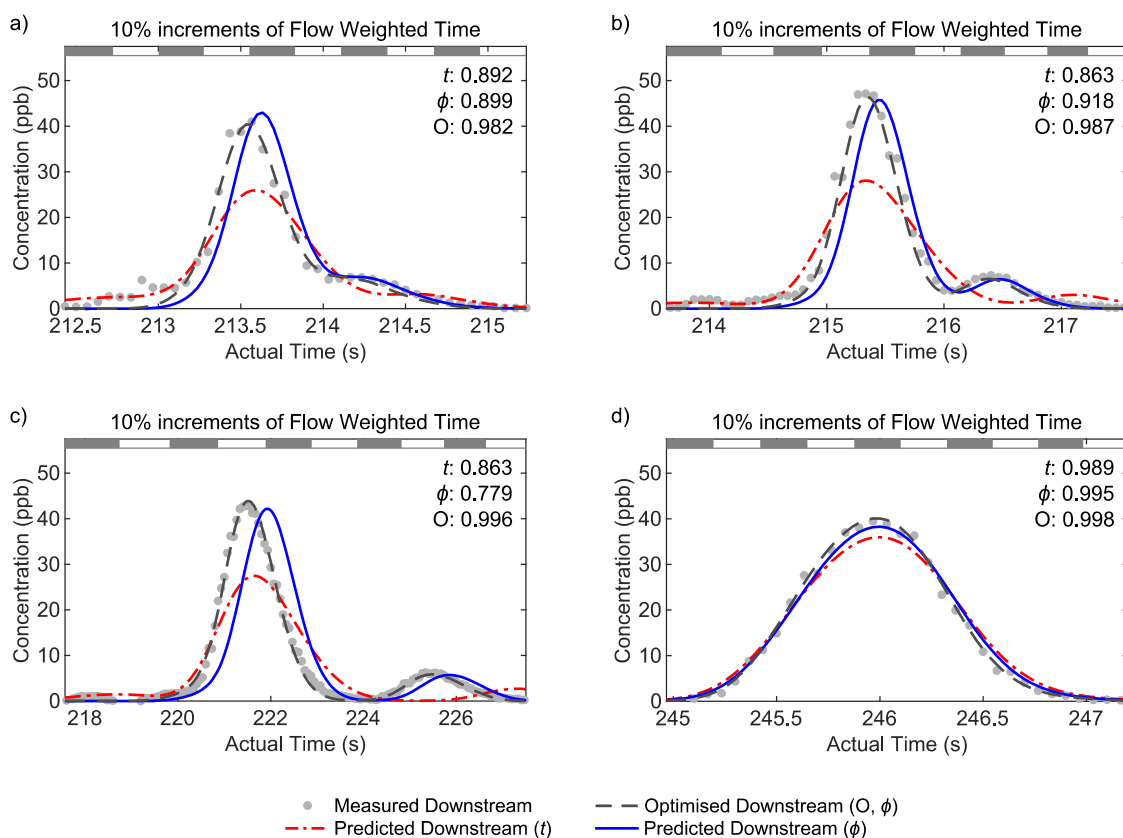 a)
10% increments of Flow Weighted Time
t: 0.892
ϕ: 0.899
O: 0.982
50
40
30
20
10
0
Concentration (ppb)
212.5 213 213.5 214 214.5 215
Actual Time (s)
b)
10% increments of Flow Weighted Time
t: 0.863
ϕ: 0.918
O: 0.987
50
40
30
20
10
0
Concentration (ppb)
214 215 216 217
Actual Time (s)
c)
10% increments of Flow Weighted Time
t: 0.863
ϕ: 0.779
O: 0.996
50
40
30
20
10
0
Concentration (ppb)
218 220 222 224 226
Actual Time (s)
d)
10% increments of Flow Weighted Time
t: 0.989
ϕ: 0.995
O: 0.998
50
40
30
20
10
0
Concentration (ppb)
245 245.5 246 246.5 247
Actual Time (s)
Measured Downstream
Optimised Downstream (O, ϕ)
Predicted Downstream (t)
Predicted Downstream (ϕ)